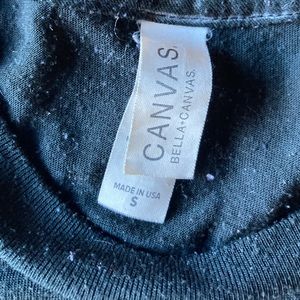 CANVAS.
BELLA+CANVAS.
MADE IN USA
S